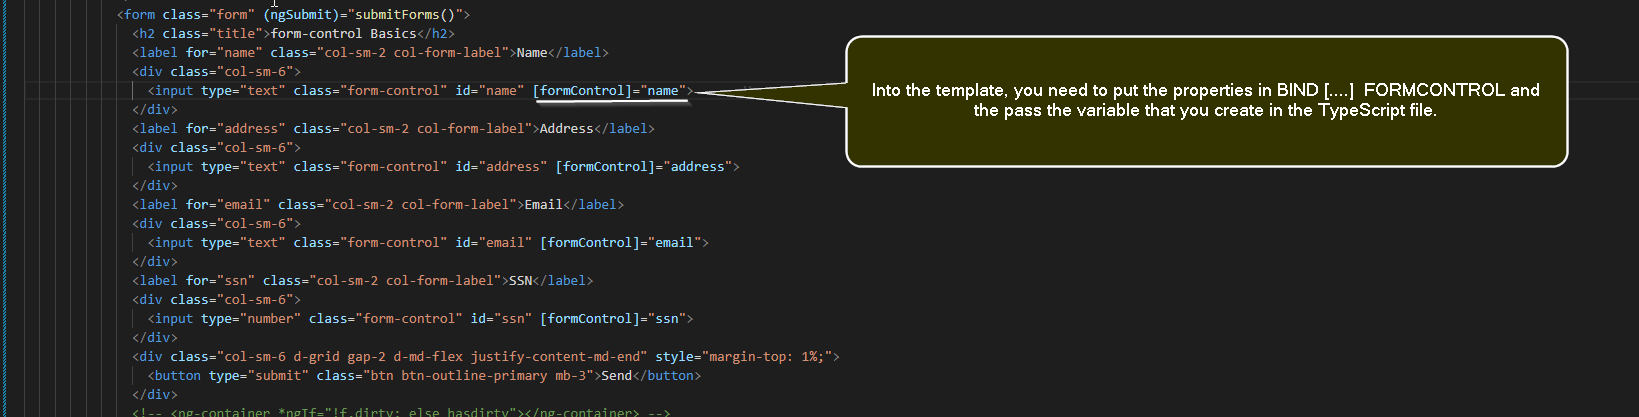 <form class="form" (ngSubmit)="submitForms()">
<h2 class="title">form-control Basics</h2>
<label for="name" class="col-sm-2 col-form-label">Name</label>
<div class="col-sm-6">
<input type="text" class="form-control" id="name" [formControl]="name">
</div>
<label for="address" class="col-sm-2 col-form-label">Address</label>
<div class="col-sm-6">
<input type="text" class="form-control" id="address" [formControl]="address">
</div>
<label for="email" class="col-sm-2 col-form-label">Email</label>
<div class="col-sm-6">
<input type="text" class="form-control" id="email" [formControl]="email">
</div>
<label for="ssn" class="col-sm-2 col-form-label">SSN</label>
<div class="col-sm-6">
<input type="number" class="form-control" id="ssn" [formControl]="ssn">
</div>
<div class="col-sm-6 d-grid gap-2 d-md-flex justify-content-md-end" style="margin-top: 1%;">
<button type="submit" class="btn btn-outline-primary mb-3">Send</button>
</div>
<!-- <ng-container *ngIf="!f.dirty; else hasdirty"></ng-container> -->
Into the template, you need to put the properties in BIND [....] FORMCONTROL and
the pass the variable that you create in the TypeScript file.